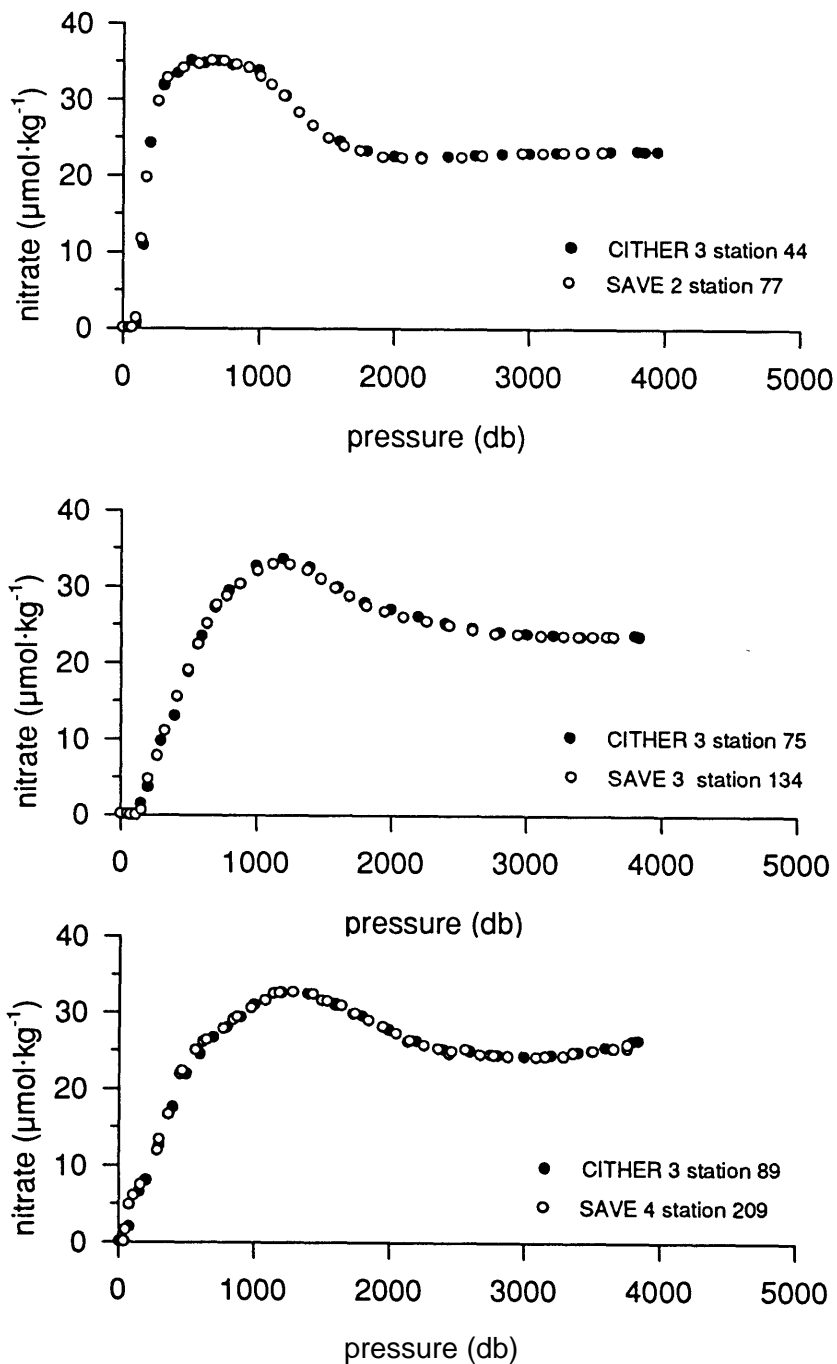 40
30
20
10
0
nitrate (µmol·kg⁻¹)
CITHER 3 station 44
SAVE 2 station 77
0 1000 2000 3000 4000 5000
pressure (db)
40
30
20
10
0
nitrate (µmol·kg⁻¹)
CITHER 3 station 75
SAVE 3 station 134
0 1000 2000 3000 4000 5000
pressure (db)
40
30
20
10
0
nitrate (µmol·kg⁻¹)
CITHER 3 station 89
SAVE 4 station 209
0 1000 2000 3000 4000 5000
pressure (db)